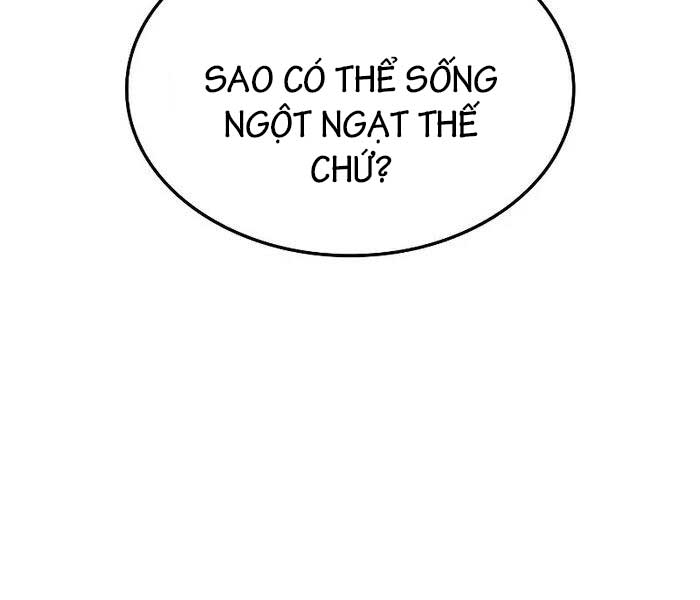 SAO CÓ THỂ SỐNG
NGỘT NGẠT THẾ
CHỨ?